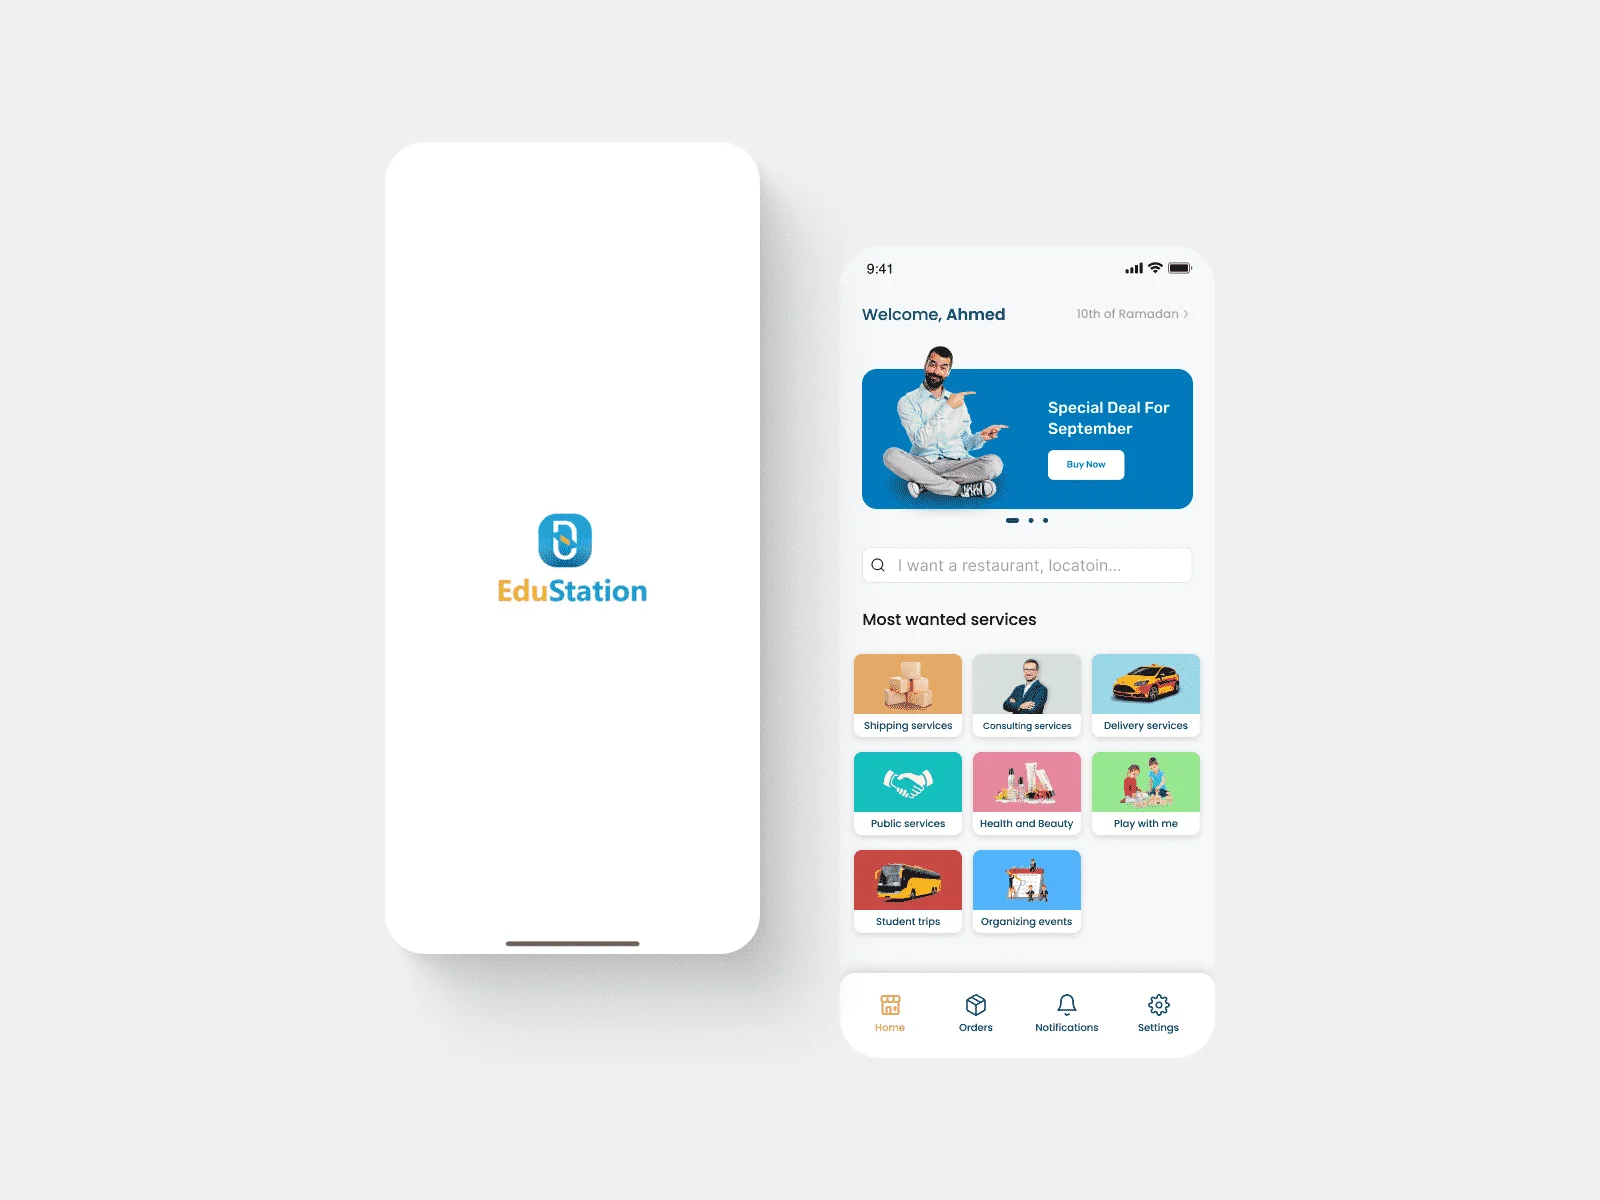 EduStation
9:41
Welcome, Ahmed
10th of Ramadan >
Special Deal For
September
Buy Now
I want a restaurant, locatoin...
Most wanted services
Shipping services
Consulting services
Delivery services
Public services
Health and Beauty
Play with me
Student trips
Organizing events
Home
Orders
Notifications
Settings